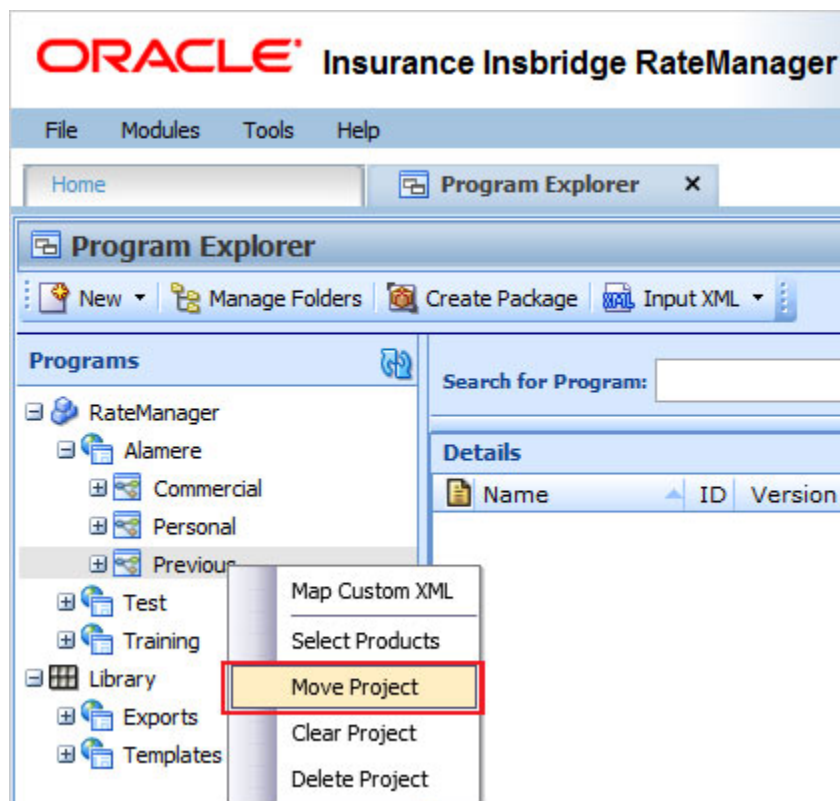 ORACLE Insurance Insbridge RateManager
File Modules Tools Help
Home Program Explorer x
Program Explorer
New Manage Folders Create Package XML Input XML
Programs
Search for Program:
RateManager
Alamere
Details
Commercial
Name ID Version
Personal
Previous
Map Custom XML
Test
Training
Select Products
Library
Move Project
Exports
Clear Project
Templates
Delete Project